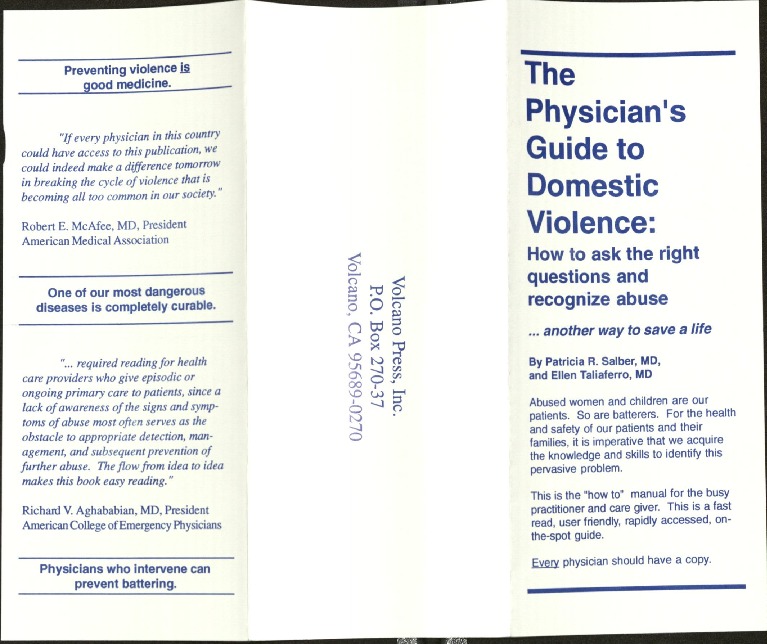 Preventing violence is
good medicine.
"If every physician in this country
could have access to this publication, we
could indeed make a difference tomorrow
in breaking the cycle of violence that is
becoming all too common in our society."
Robert E. McAfee, MD, President
American Medical Association
One of our most dangerous
diseases is completely curable.
"... required reading for health
care providers who give episodic or
ongoing primary care to patients, since a
lack of awareness of the signs and symp-
toms of abuse most often serves as the
obstacle to appropriate detection, man-
agement, and subsequent prevention of
further abuse. The flow from idea to idea
makes this book easy reading."
Richard V. Aghababian, MD, President
American College of Emergency Physicians
Physicians who intervene can
prevent battering.
Volcano Press, Inc.
P.O. Box 270-37
Volcano, CA 95689-0270
The
Physician's
Guide to
Domestic
Violence:
How to ask the right
questions and
recognize abuse
... another way to save a life
By Patricia R. Salber, MD,
and Ellen Taliaferro, MD
Abused women and children are our
patients. So are batterers. For the health
and safety of our patients and their
families, it is imperative that we acquire
the knowledge and skills to identify this
pervasive problem.
This is the "how to" manual for the busy
practitioner and care giver. This is a fast
read, user friendly, rapidly accessed, on-
the-spot guide.
Every physician should have a copy.